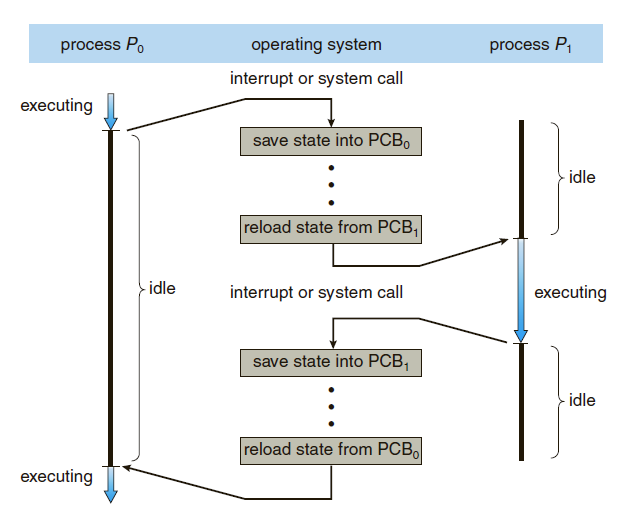 process P0
operating system
process P1
interrupt or system call
executing
save state into PCB0
idle
reload state from PCB1
idle
interrupt or system call
executing
save state into PCB1
idle
reload state from PCB0
executing